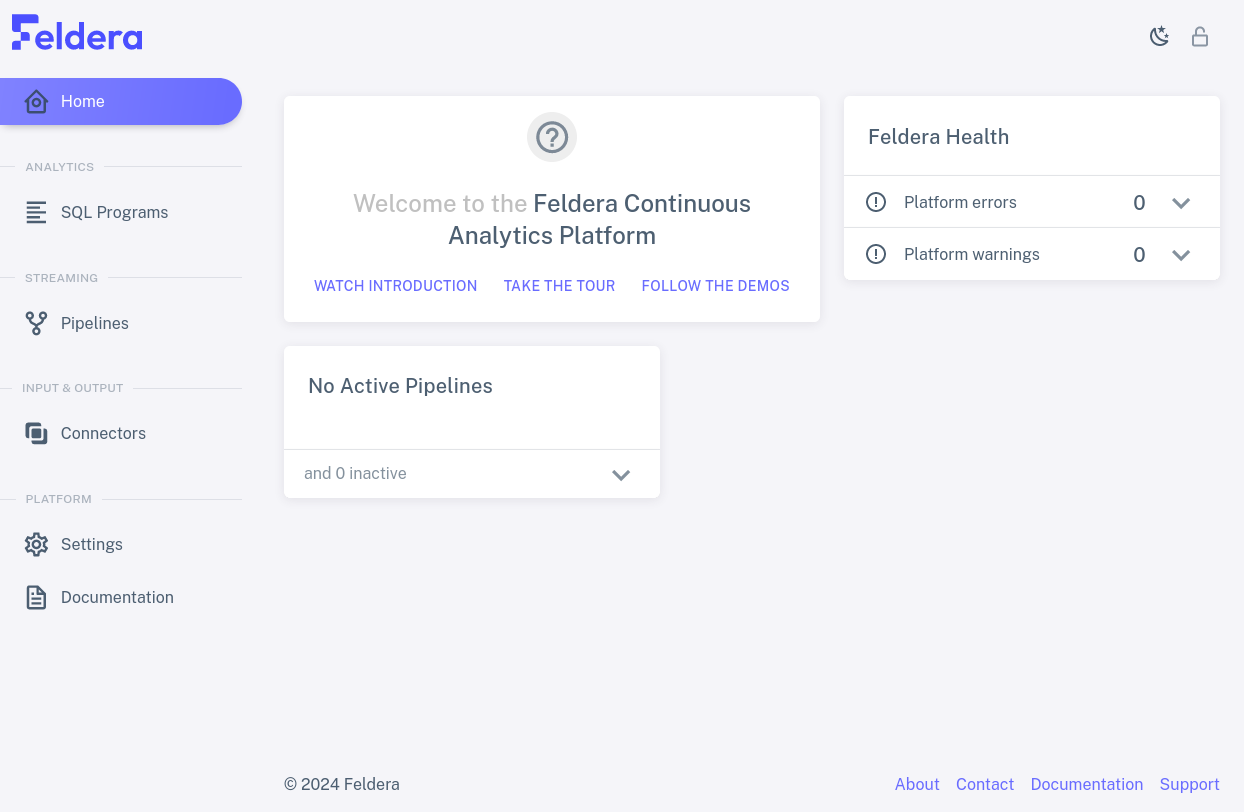 Feldera
Home
ANALYTICS
SQL Programs
STREAMING
Pipelines
INPUT & OUTPUT
Connectors
PLATFORM
Settings
Documentation
Welcome to the Feldera Continuous
Analytics Platform
WATCH INTRODUCTION TAKE THE TOUR FOLLOW THE DEMOS
Feldera Health
Platform errors 0
Platform warnings 0
No Active Pipelines
and 0 inactive
© 2024 Feldera
About Contact Documentation Support